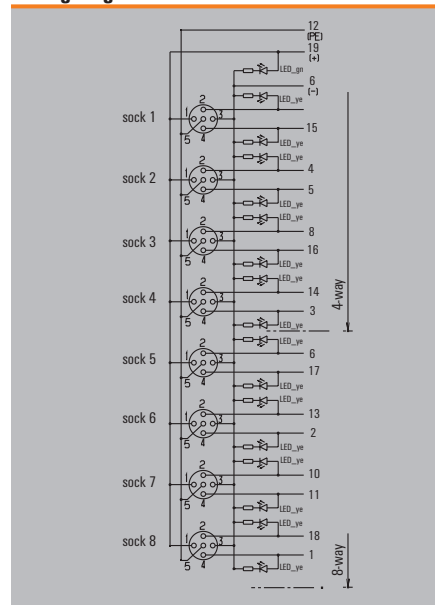 12
(PE)
19
(+)
LED_gn
6
(–)
LED_ye
2
sock 1 1 3
15
5 4
LED_ye
LED_ye
2
4
sock 2 1 3
5
5 4
LED_ye
LED_ye
2
8
sock 3 1 3
16
5 4
LED_ye
LED_ye
2
14
sock 4 1 3
3
5 4
LED_ye
4-way
LED_ye
2
6
sock 5 1 3
17
5 4
LED_ye
LED_ye
2
13
sock 6 1 3
2
5 4
LED_ye
LED_ye
2
10
sock 7 1 3
11
5 4
LED_ye
LED_ye
2
18
sock 8 1 3
1
5 4
LED_ye
8-way